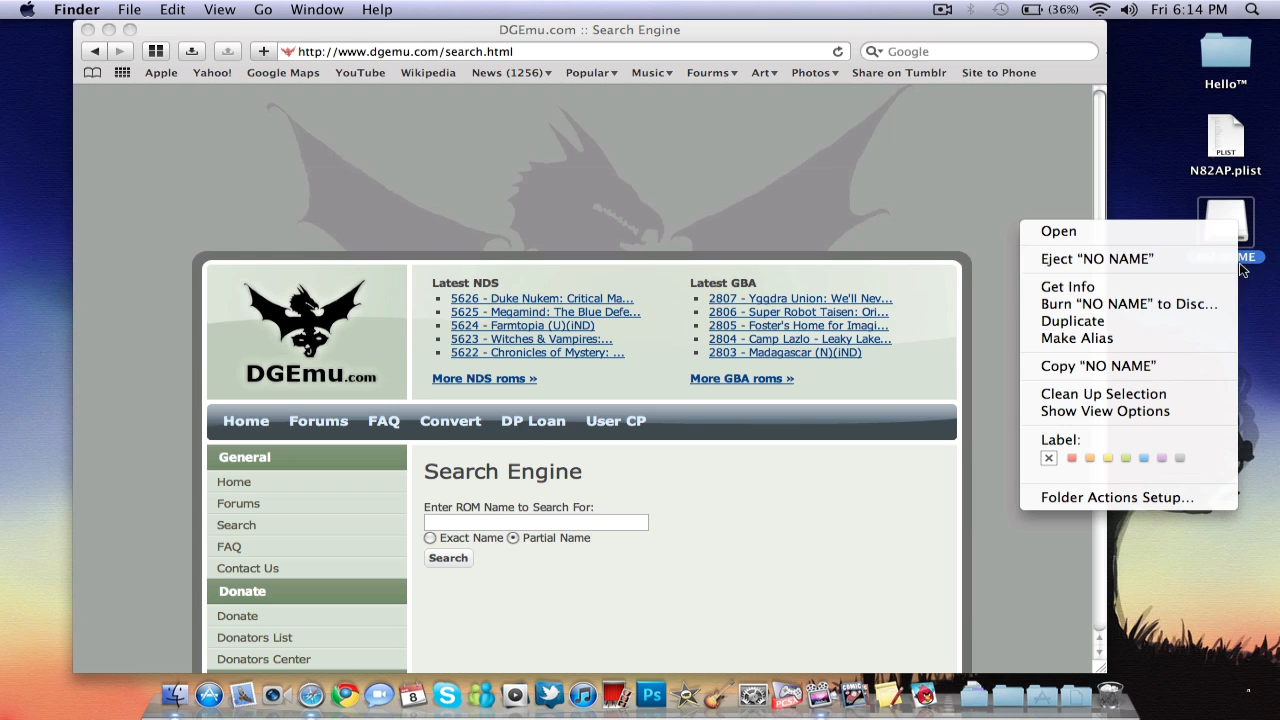 Finder File Edit View Go Window Help (36%) Fri 6:14 PM
DGEmu.com :: Search Engine
http://www.dgemu.com/search.html
Google
Apple Yahoo! Google Maps YouTube Wikipedia News (1256) Popular Music Fourms Art Photos Share on Tumblr Site to Phone
Hello™
PLIST
N82AP.plist
Open
Eject “NO NAME”
Get Info
Burn “NO NAME” to Disc...
Duplicate
Make Alias
Copy “NO NAME”
Clean Up Selection
Show View Options
Label:
Folder Actions Setup...
DGEmu.com
Latest NDS
5626 - Duke Nukem: Critical Ma...
5625 - Megamind: The Blue Defe...
5624 - Farmtopia (U)(iND)
5623 - Witches & Vampires:...
5622 - Chronicles of Mystery: ...
More NDS roms »
Latest GBA
2807 - Yggdra Union: We'll Nev...
2806 - Super Robot Taisen: Ori...
2805 - Foster's Home for Imagi...
2804 - Camp Lazlo - Leaky Lake...
2803 - Madagascar (N)(iND)
More GBA roms »
Home Forums FAQ Convert DP Loan User CP
General
Home
Forums
Search
FAQ
Contact Us
Donate
Donate
Donators List
Donators Center
Search Engine
Enter ROM Name to Search For:
Exact Name Partial Name
Search
8
Ps
PCSX